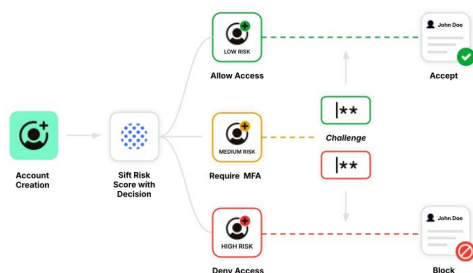 LOW RISK
Allow Access
John Doe
Accept
Account
Creation
Sift Risk
Score with
Decision
MEDIUM RISK
Require MFA
|**
Challenge
|**
HIGH RISK
Deny Access
John Doe
Block